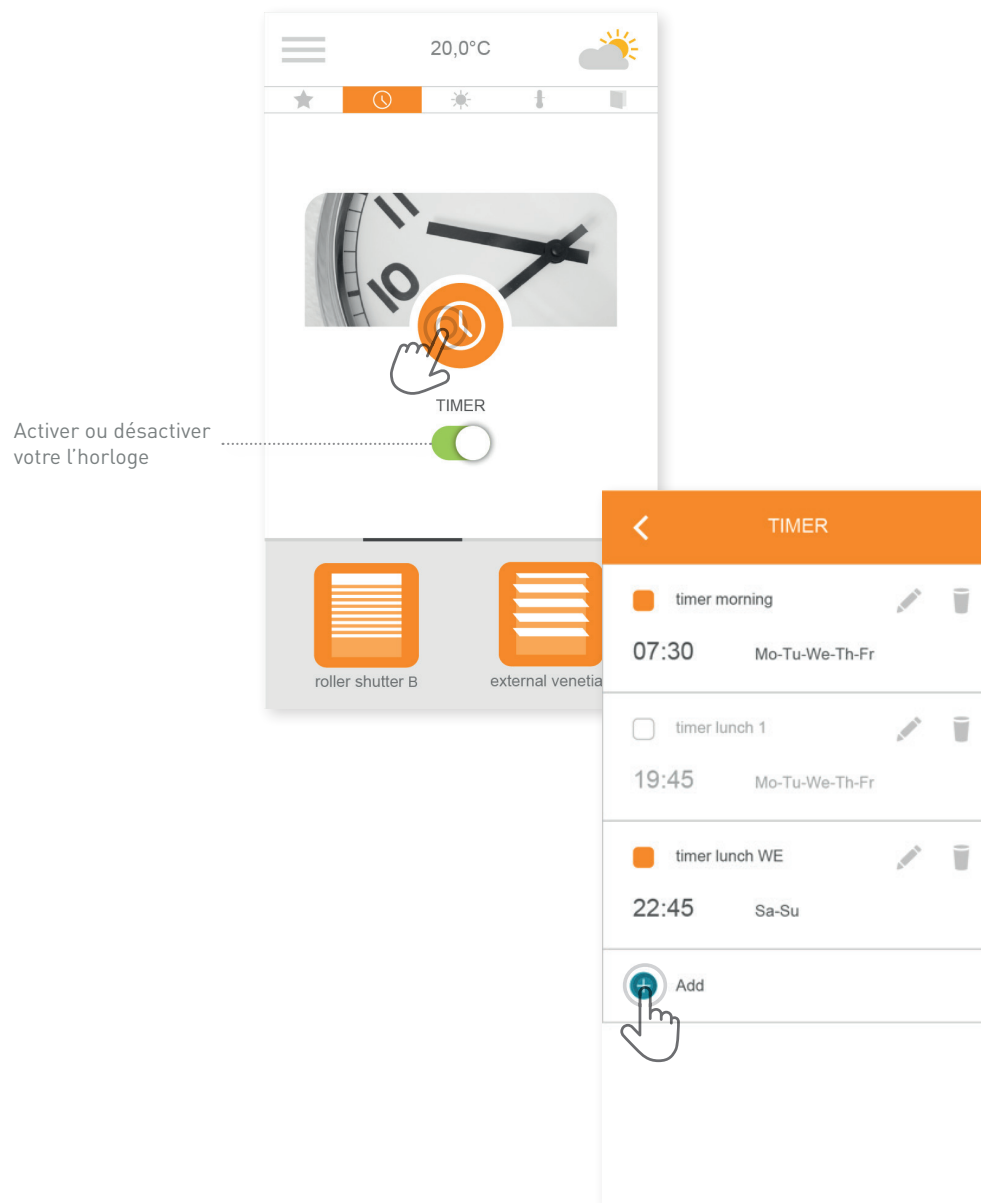 20,0°C
11
10
TIMER
Activer ou désactiver
votre l'horloge
roller shutter B
external venetia
TIMER
timer morning
07:30 Mo-Tu-We-Th-Fr
timer lunch 1
19:45 Mo-Tu-We-Th-Fr
timer lunch WE
22:45 Sa-Su
Add